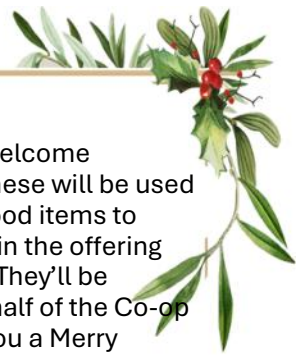 elcome
nese will be used
ood items to
in the offering
They’ll be
half of the Co-op
ou a Merry